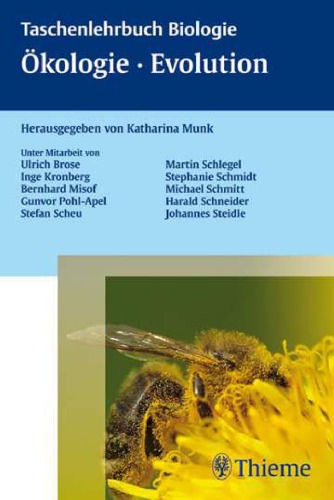 Taschenlehrbuch Biologie
Ökologie · Evolution
Herausgegeben von Katharina Munk
Unter Mitarbeit von
Ulrich Brose
Inge Kronberg
Bernhard Misof
Gunvor Pohl-Apel
Stefan Scheu
Martin Schlegel
Stephanie Schmidt
Michael Schmitt
Harald Schneider
Johannes Steidle
Thieme